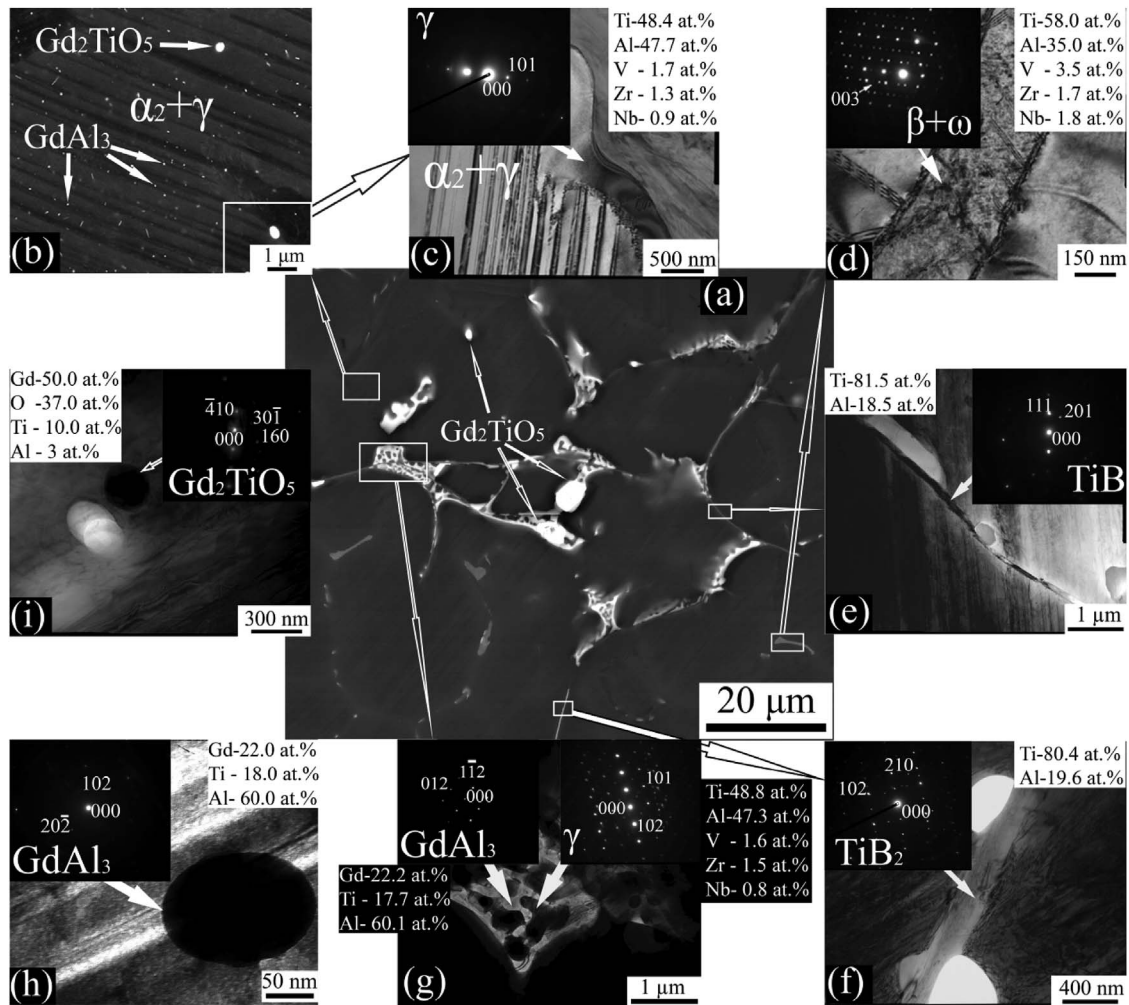 Gd₂TiO₅
α₂+γ
GdAl₃
1 μm
(b)
γ
101
000
Ti-48.4 at.%
Al-47.7 at.%
V - 1.7 at.%
Zr - 1.3 at.%
Nb- 0.9 at.%
α₂+γ
500 nm
(c)
003
β+ω
Ti-58.0 at.%
Al-35.0 at.%
V - 3.5 at.%
Zr - 1.7 at.%
Nb - 1.8 at.%
150 nm
(d)
(a)
Gd₂TiO₅
20 μm
Gd-50.0 at.%
O -37.0 at.%
Ti - 10.0 at.%
Al - 3 at.%
4̅10
301̅
000
160
Gd₂TiO₅
300 nm
(i)
Ti-81.5 at.%
Al-18.5 at.%
111
201
000
TiB
1 μm
(e)
Gd-22.0 at.%
Ti - 18.0 at.%
Al- 60.0 at.%
102
000
202̅
GdAl₃
50 nm
(h)
11̅2
012
000
GdAl₃
101
000
102
γ
Gd-22.2 at.%
Ti - 17.7 at.%
Al- 60.1 at.%
Ti-48.8 at.%
Al-47.3 at.%
V - 1.6 at.%
Zr - 1.5 at.%
Nb- 0.8 at.%
1 μm
(g)
210
102
000
TiB₂
Ti-80.4 at.%
Al-19.6 at.%
400 nm
(f)